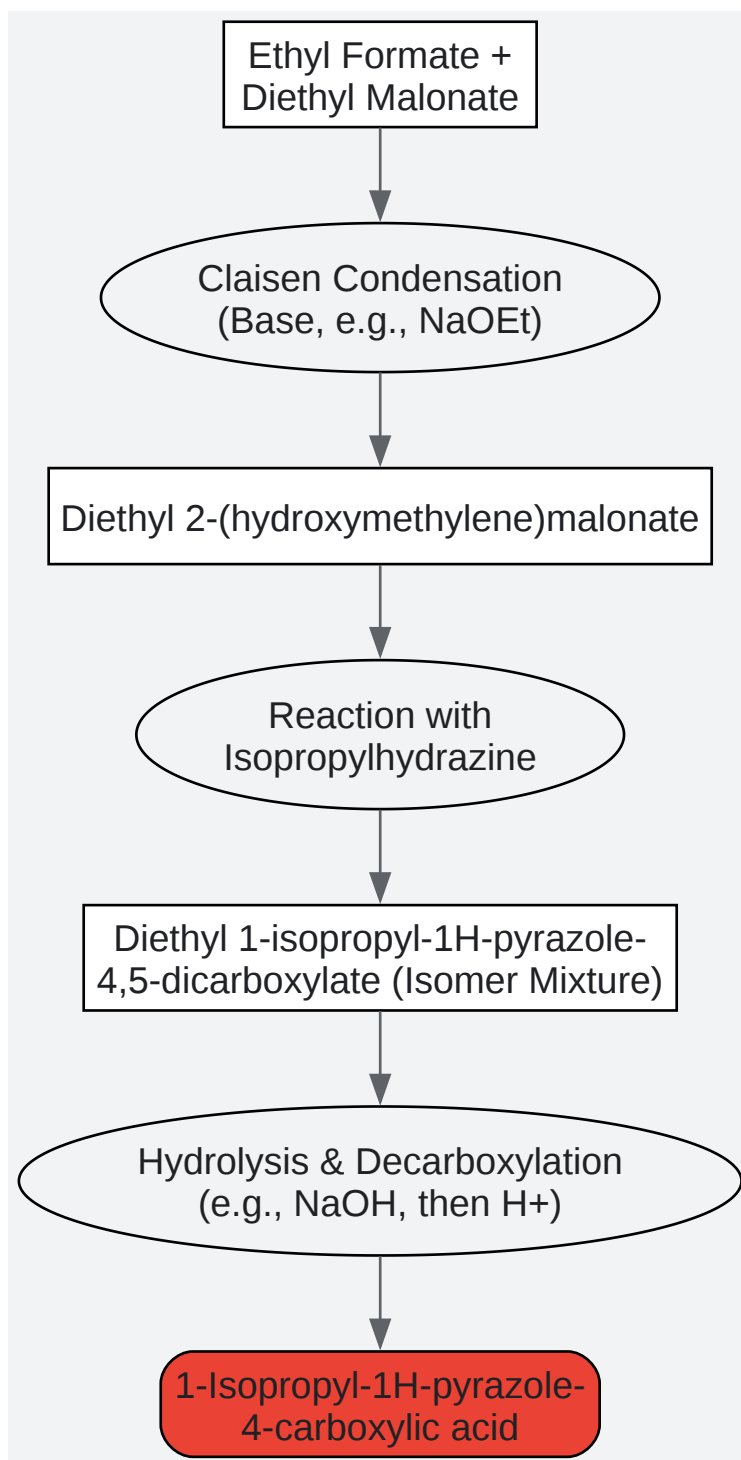 Ethyl Formate +
Diethyl Malonate
Claisen Condensation
(Base, e.g., NaOEt)
Diethyl 2-(hydroxymethylene)malonate
Reaction with
Isopropylhydrazine
Diethyl 1-isopropyl-1H-pyrazole-
4,5-dicarboxylate (Isomer Mixture)
Hydrolysis & Decarboxylation
(e.g., NaOH, then H+)
1-Isopropyl-1H-pyrazole-
4-carboxylic acid